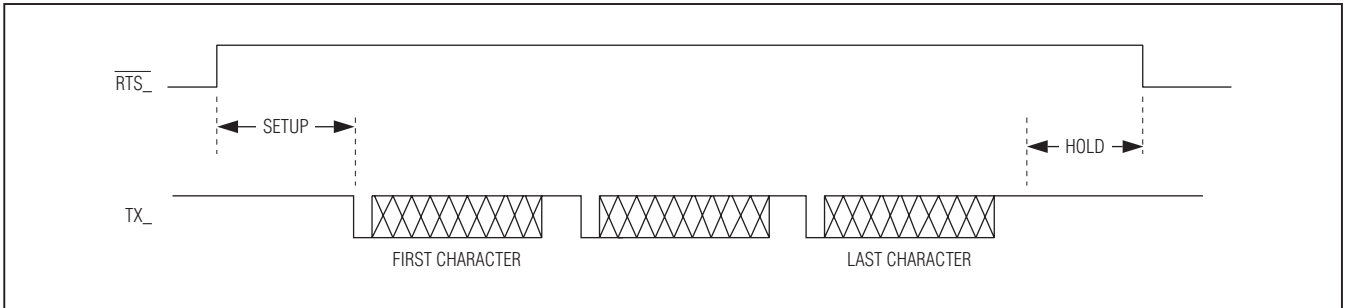 RTS_
SETUP
HOLD
TX_
FIRST CHARACTER
LAST CHARACTER